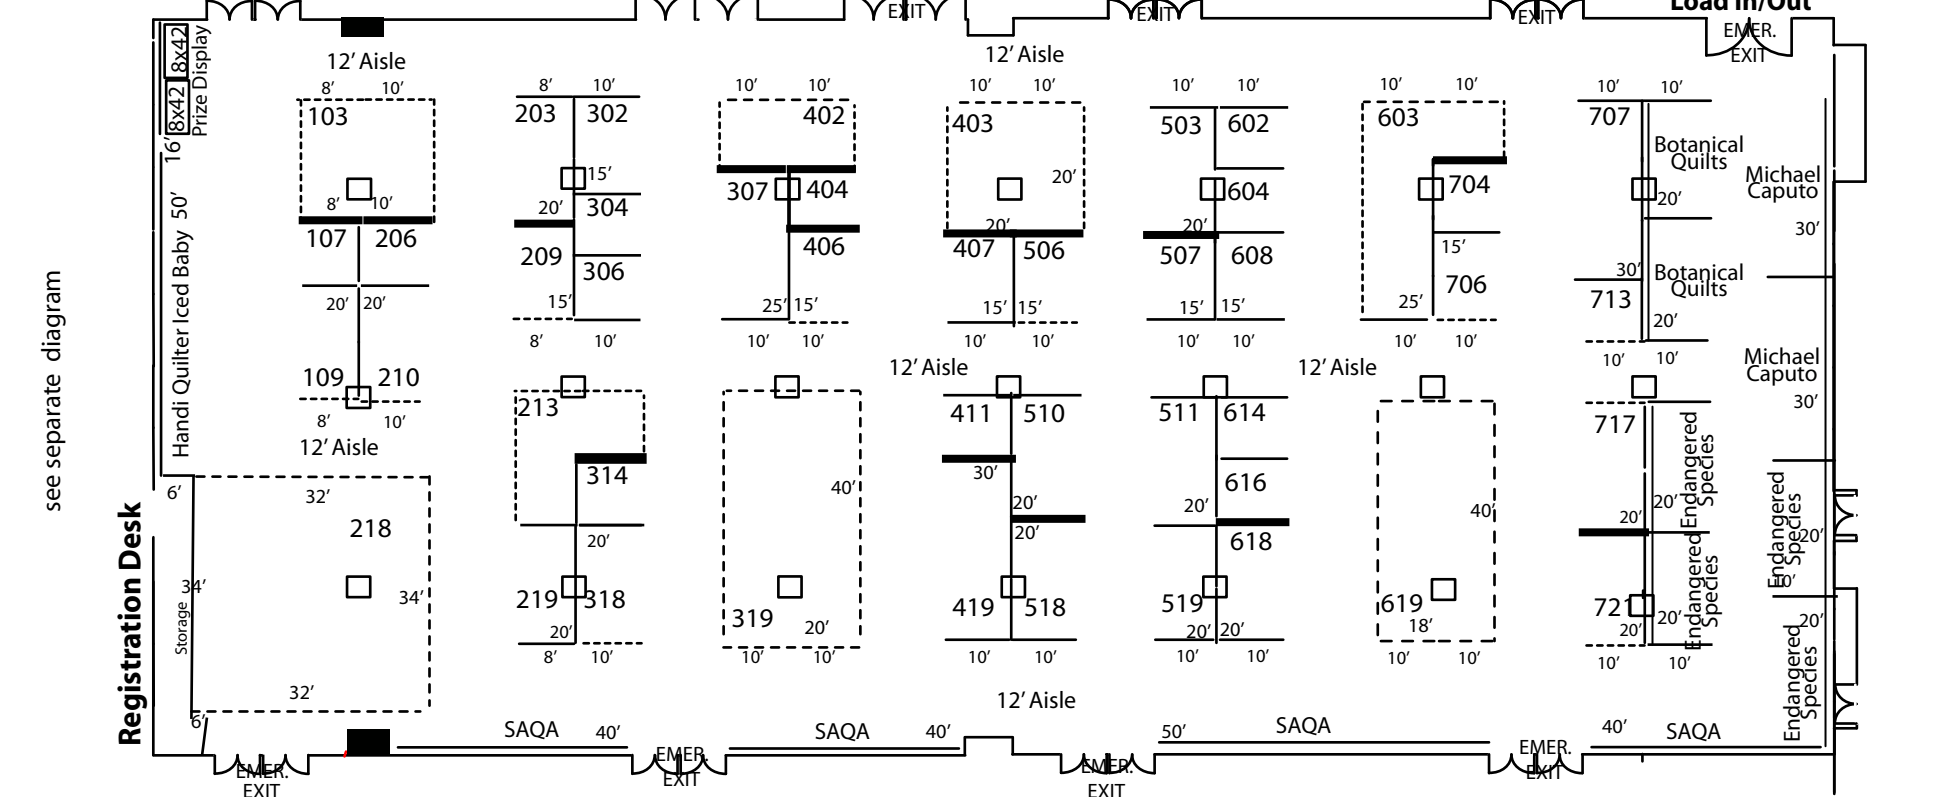 Load In/Out
EXIT
EXIT
EXIT
EMER.
EXIT
8x42
8x42
Prize Display
16’
12’ Aisle
12’ Aisle
8’ 10’
8’ 10’
10’ 10’
10’ 10’
10’ 10’
10’ 10’
10’ 10’
103
203 302
402
403
503 602
603
707
Botanical
Quilts
Michael
Caputo
15’
20’
307 404
604
704
20’
8’ 10’
304
20’
20’
20’
30’
107 206
209
306
406
407 506
507 608
15’
706
30’
Botanical
Quilts
713
Handi Quilter Iced Baby 50’
see separate diagram
20’ 20’
15’
25’ 15’
15’ 15’
15’ 15’
25’
20’
8’ 10’
10’ 10’
10’ 10’
10’ 10’
10’ 10’
10’ 10’
12’ Aisle
12’ Aisle
Michael
Caputo
30’
109 210
8’ 10’
12’ Aisle
213
411 510
511 614
717
314
30’
616
40’
20’
20’
20’
20’
40’
20’
20’
Endangered
Species
Endangered
Species
20’
10’
6’
32’
218
34’
34’
Storage
32’
6’
Registration Desk
20’
618
219 318
319
419 518
519
619
721
20’
20’
20’ 20’
18’
20’
20’
Endangered
Species
20’
Endangered
Species
8’ 10’
10’ 10’
10’ 10’
10’ 10’
10’ 10’
10’ 10’
12’ Aisle
SAQA 40’
SAQA 40’
50’ SAQA
40’ SAQA
EMER.
EXIT
EMER.
EXIT
EMER.
EXIT
EMER.
EXIT